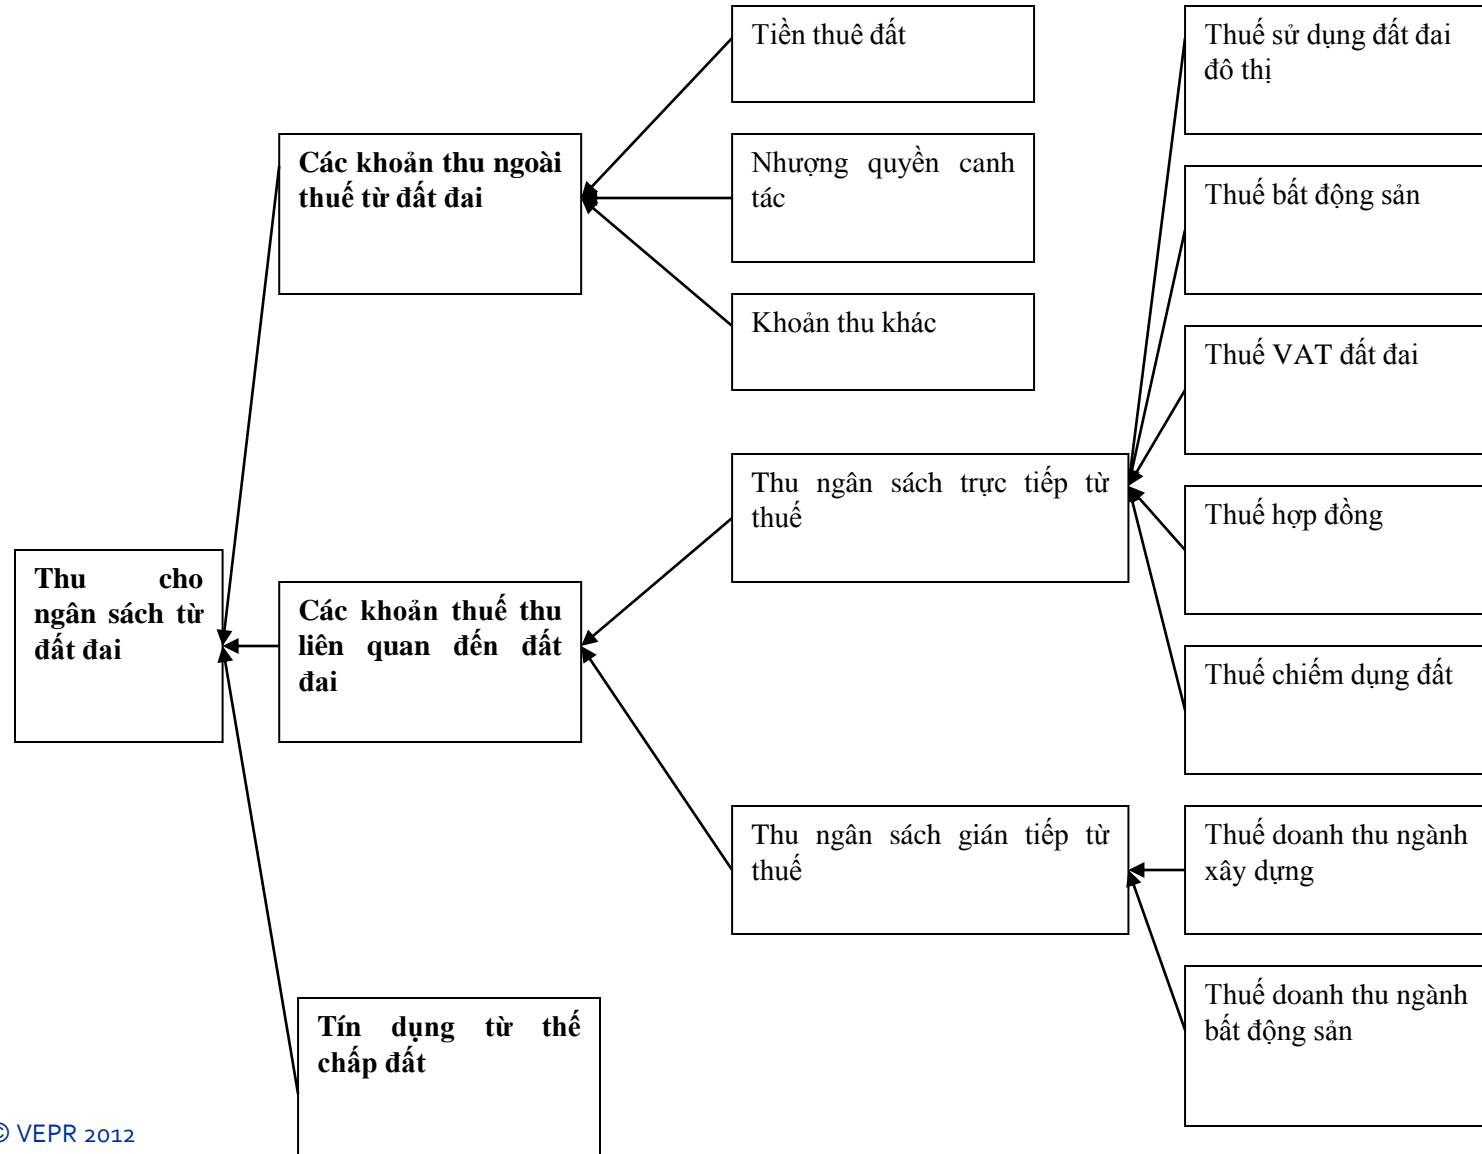 Tiền thuê đất
Thuế sử dụng đất đai
đô thị
Các khoản thu ngoài
thuế từ đất đai
Nhượng quyền canh
tác
Thuế bất động sản
Khoản thu khác
Thuế VAT đất đai
Thu ngân sách trực tiếp từ
thuế
Thuế hợp đồng
Thu cho
ngân sách từ
đất đai
Các khoản thuế thu
liên quan đến đất
đai
Thuế chiếm dụng đất
Thu ngân sách gián tiếp từ
thuế
Thuế doanh thu ngành
xây dựng
Tín dụng từ thế
chấp đất
Thuế doanh thu ngành
bất động sản
© VEPR 2012